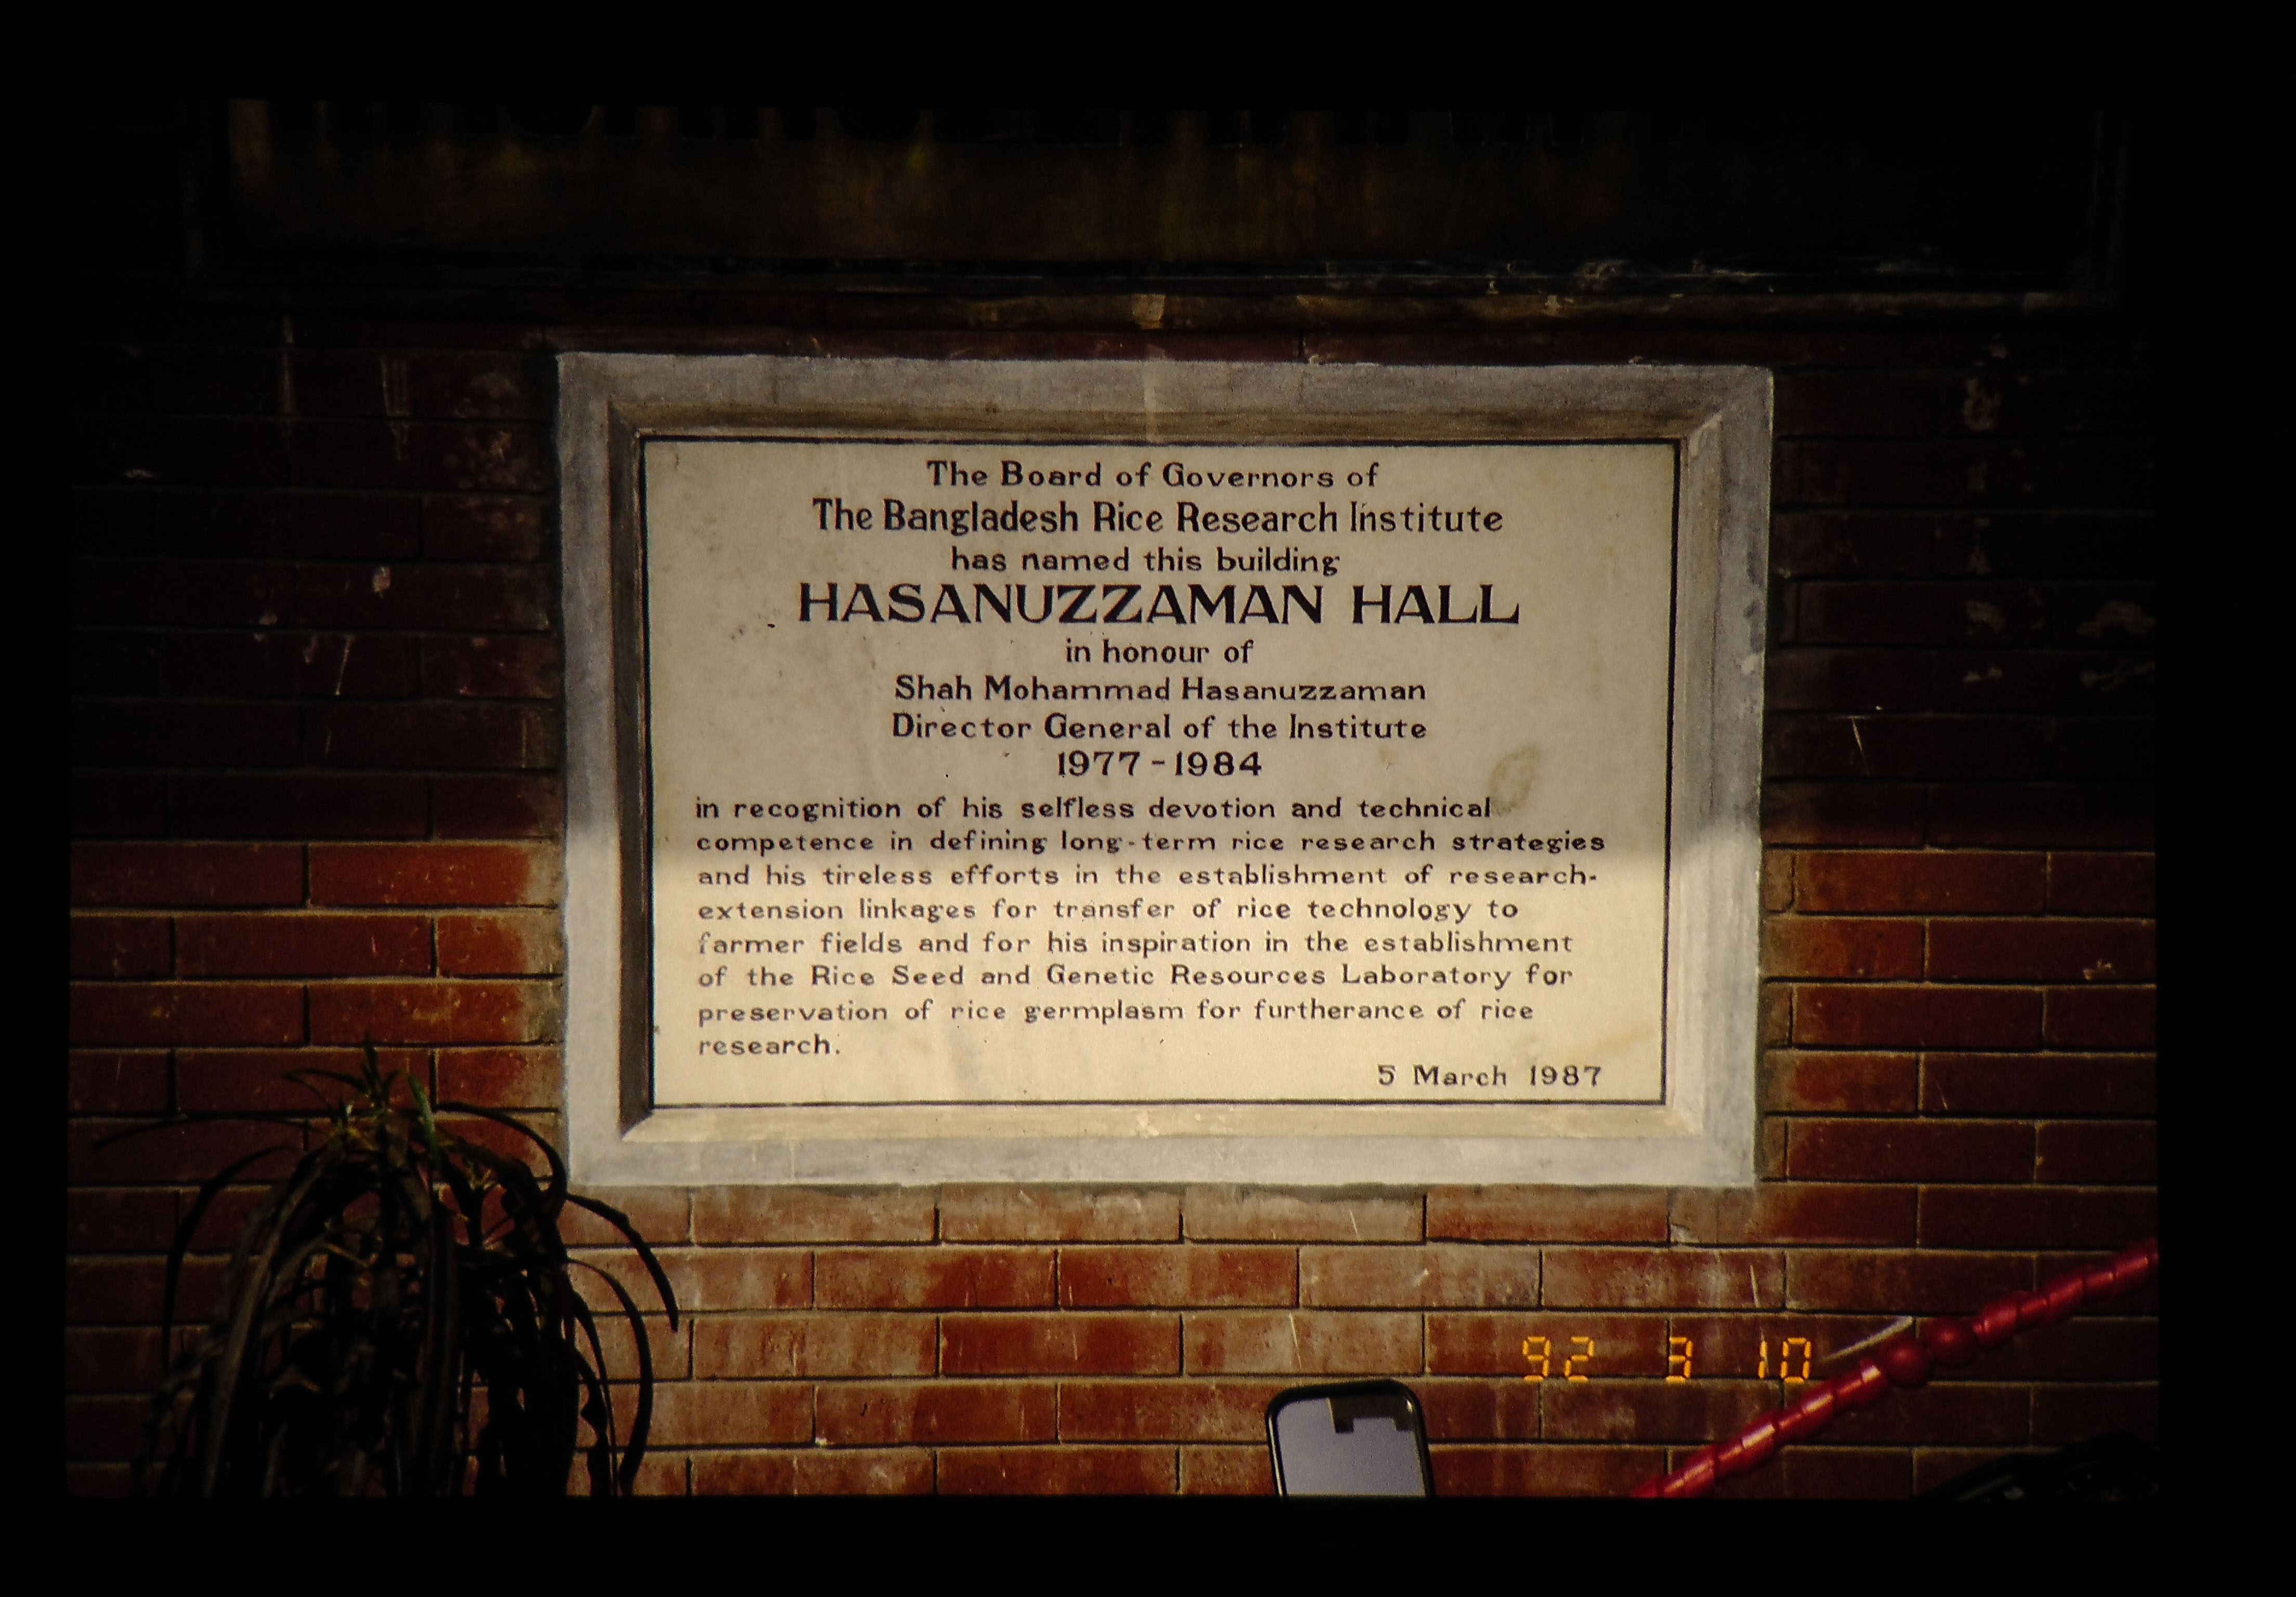 The Board of Governors of
The Bangladesh Rice Research Institute
has named this building
HASANUZZAMAN HALL
in honour of
Shah Mohammad Hasanuzzaman
Director General of the Institute
1977-1984
in recognition of his selfless devotion and technical
competence in defining long-term rice research strategies
and his tireless efforts in the establishment of research-
extension linkages for transfer of rice technology to
farmer fields and for his inspiration in the establishment
of the Rice Seed and Genetic Resources Laboratory for
preservation of rice germplasm for furtherance of rice
research.
5 March 1987
92 3 10